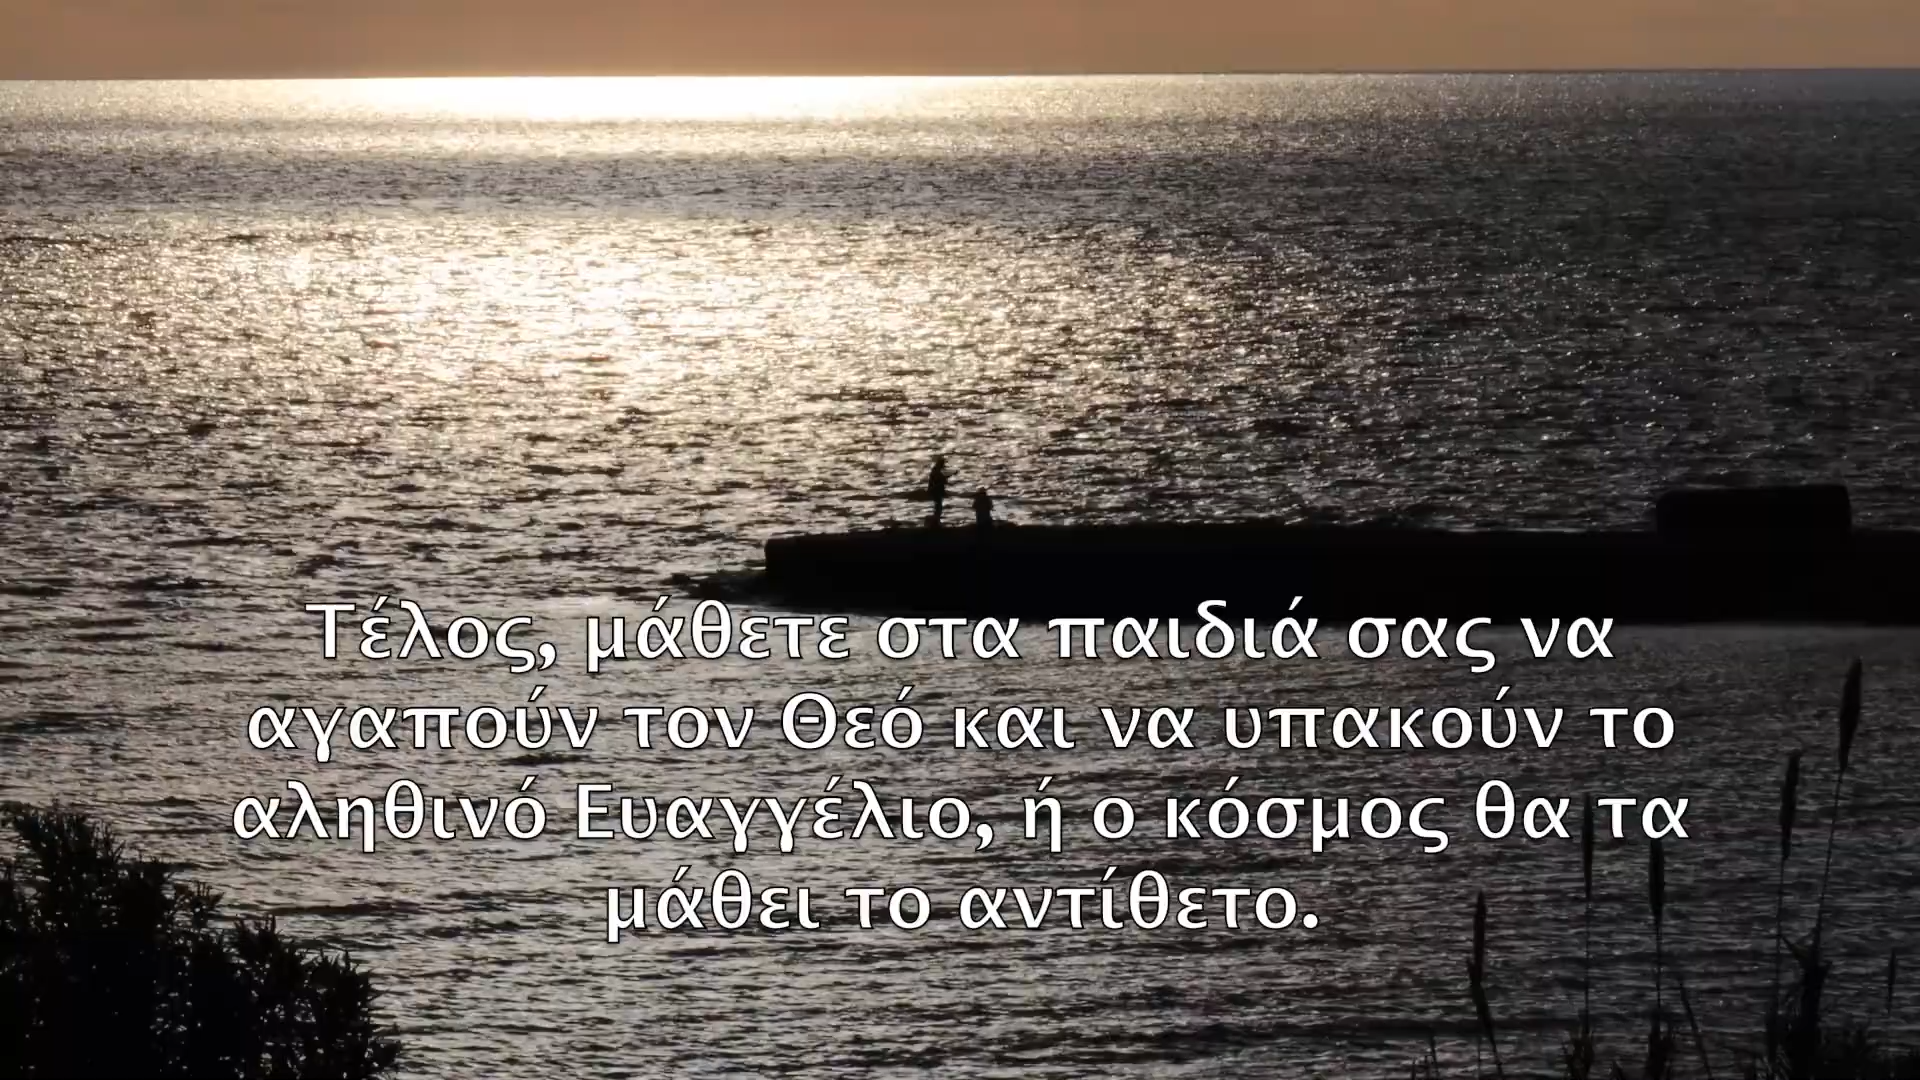 Τέλος, μάθετε στα παιδιά σας να
αγαπούν τον Θεό και να υπακούν το
αληθινό Ευαγγέλιο, ή ο κόσμος θα τα
μάθει το αντίθετο.